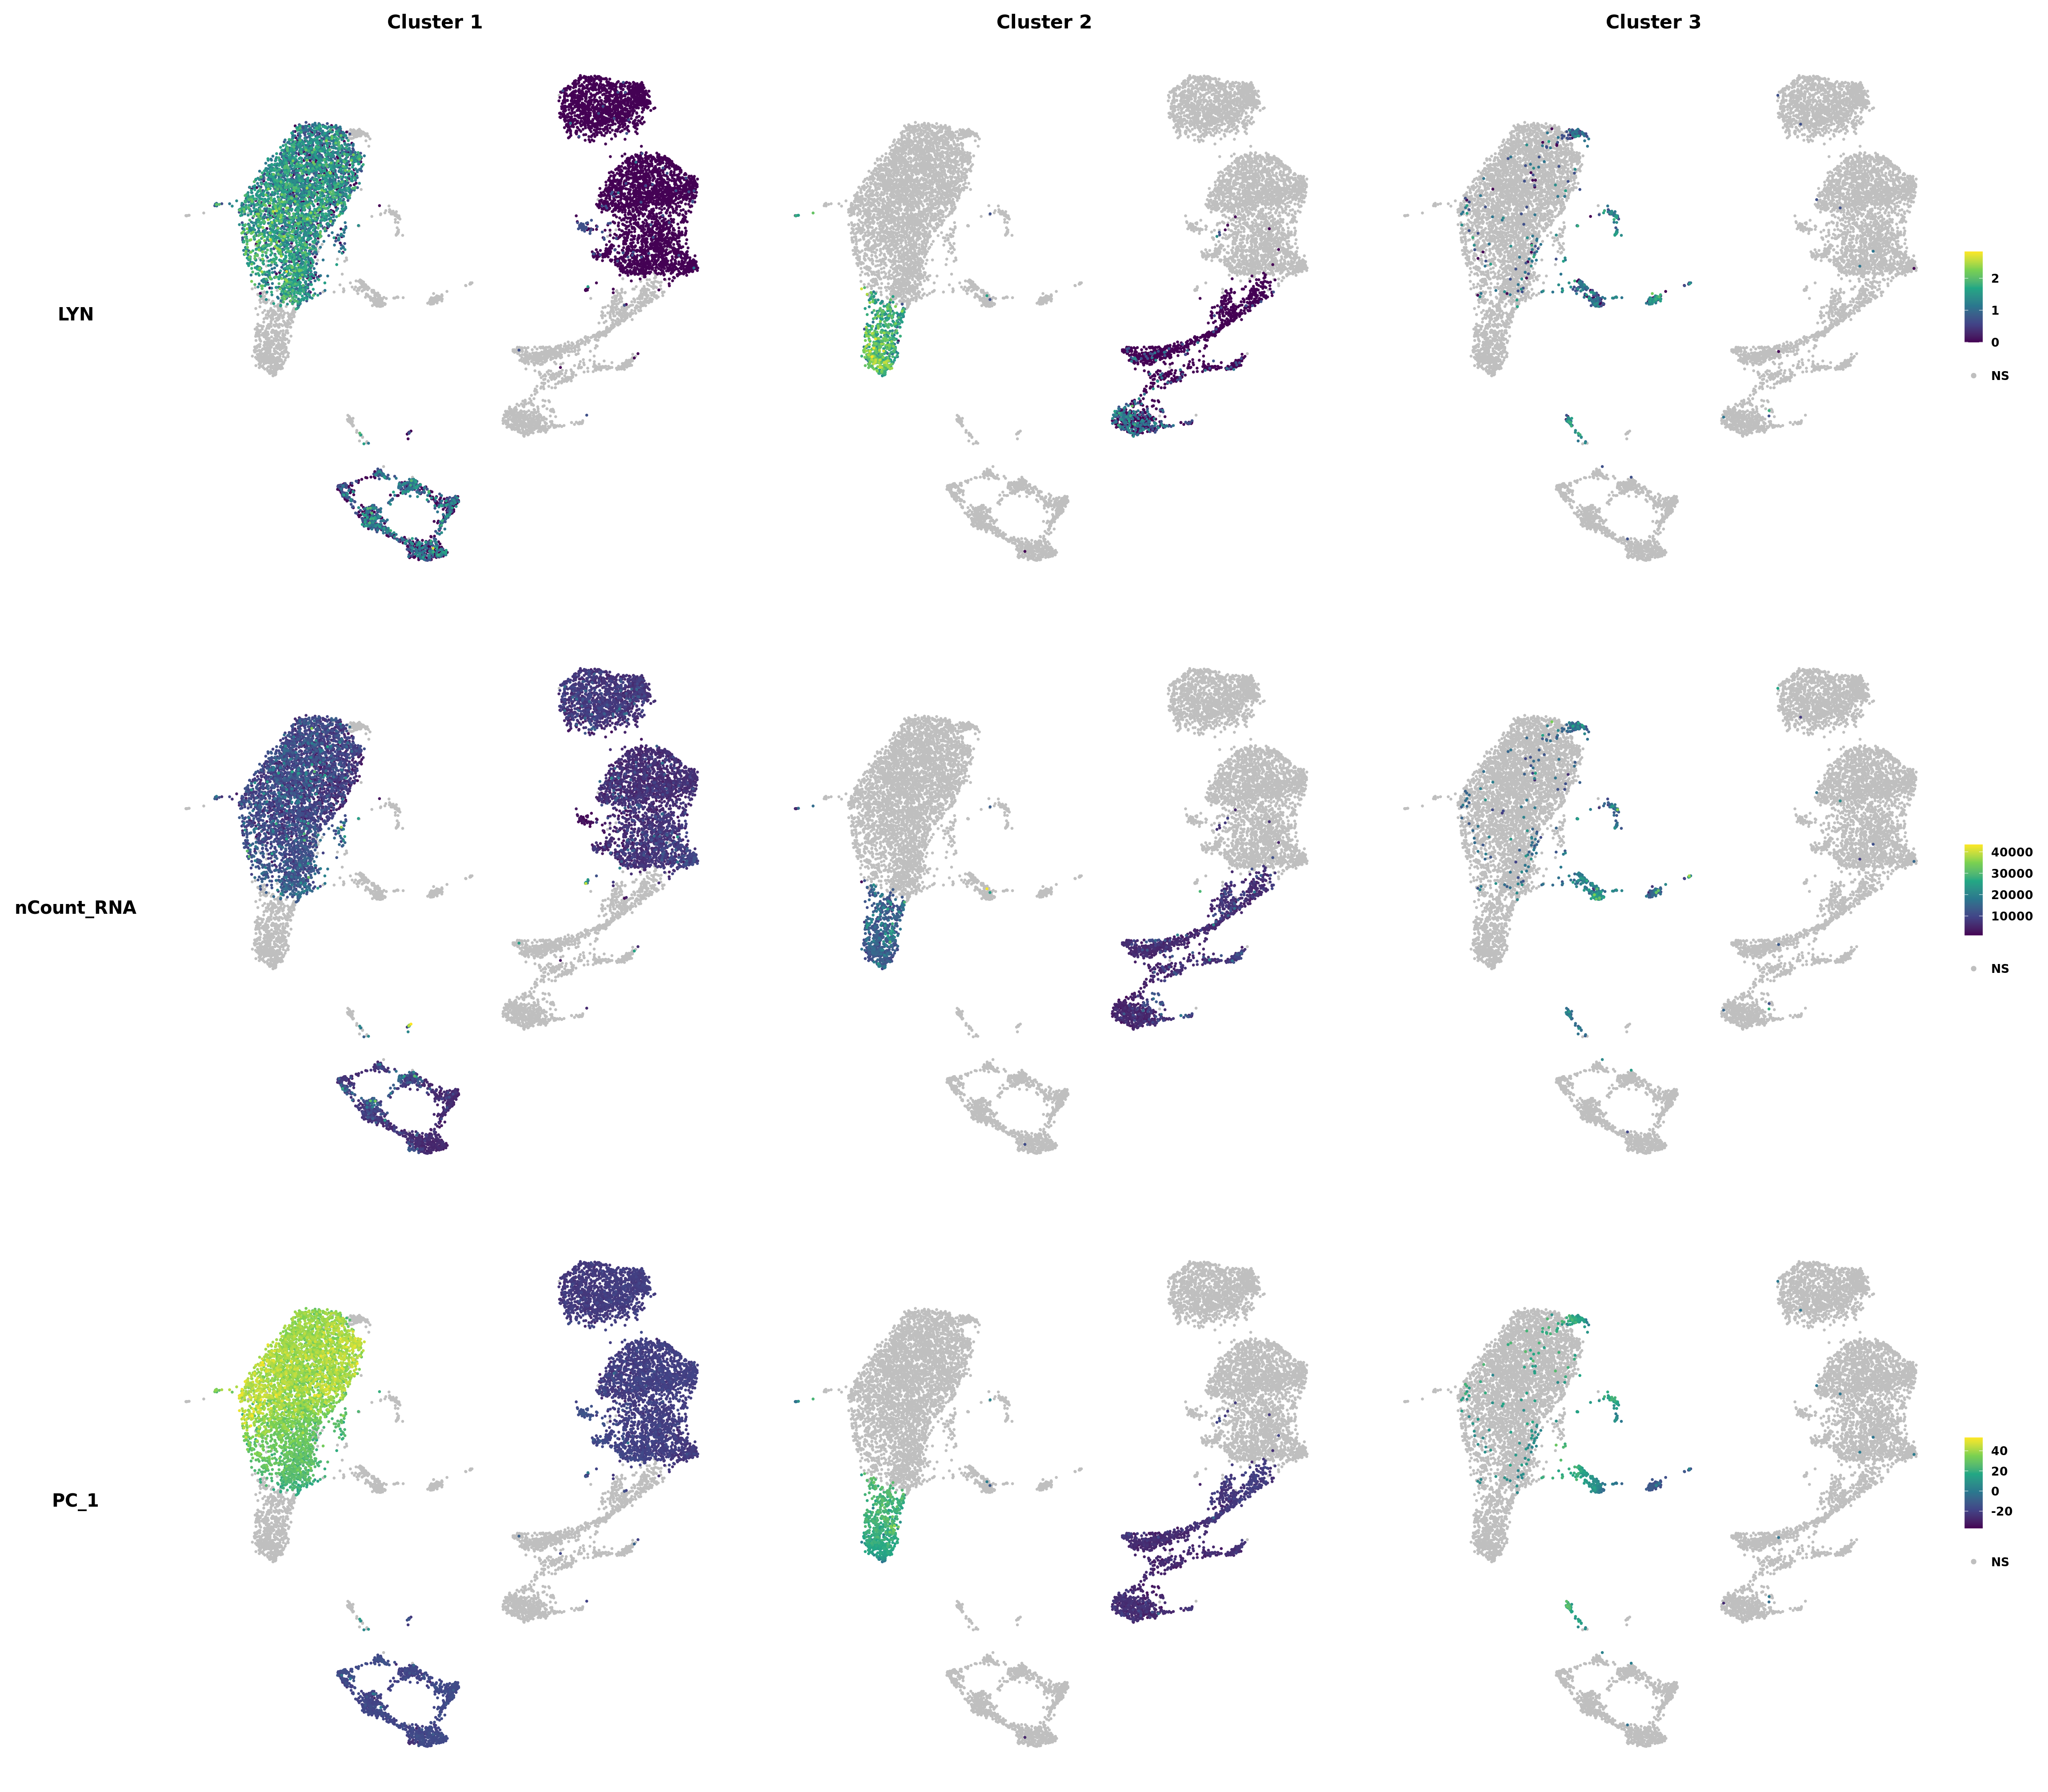 Cluster 1
Cluster 2
Cluster 3
LYN
2
1
0
NS
nCount_RNA
40000
30000
20000
10000
NS
PC_1
40
20
0
-20
NS